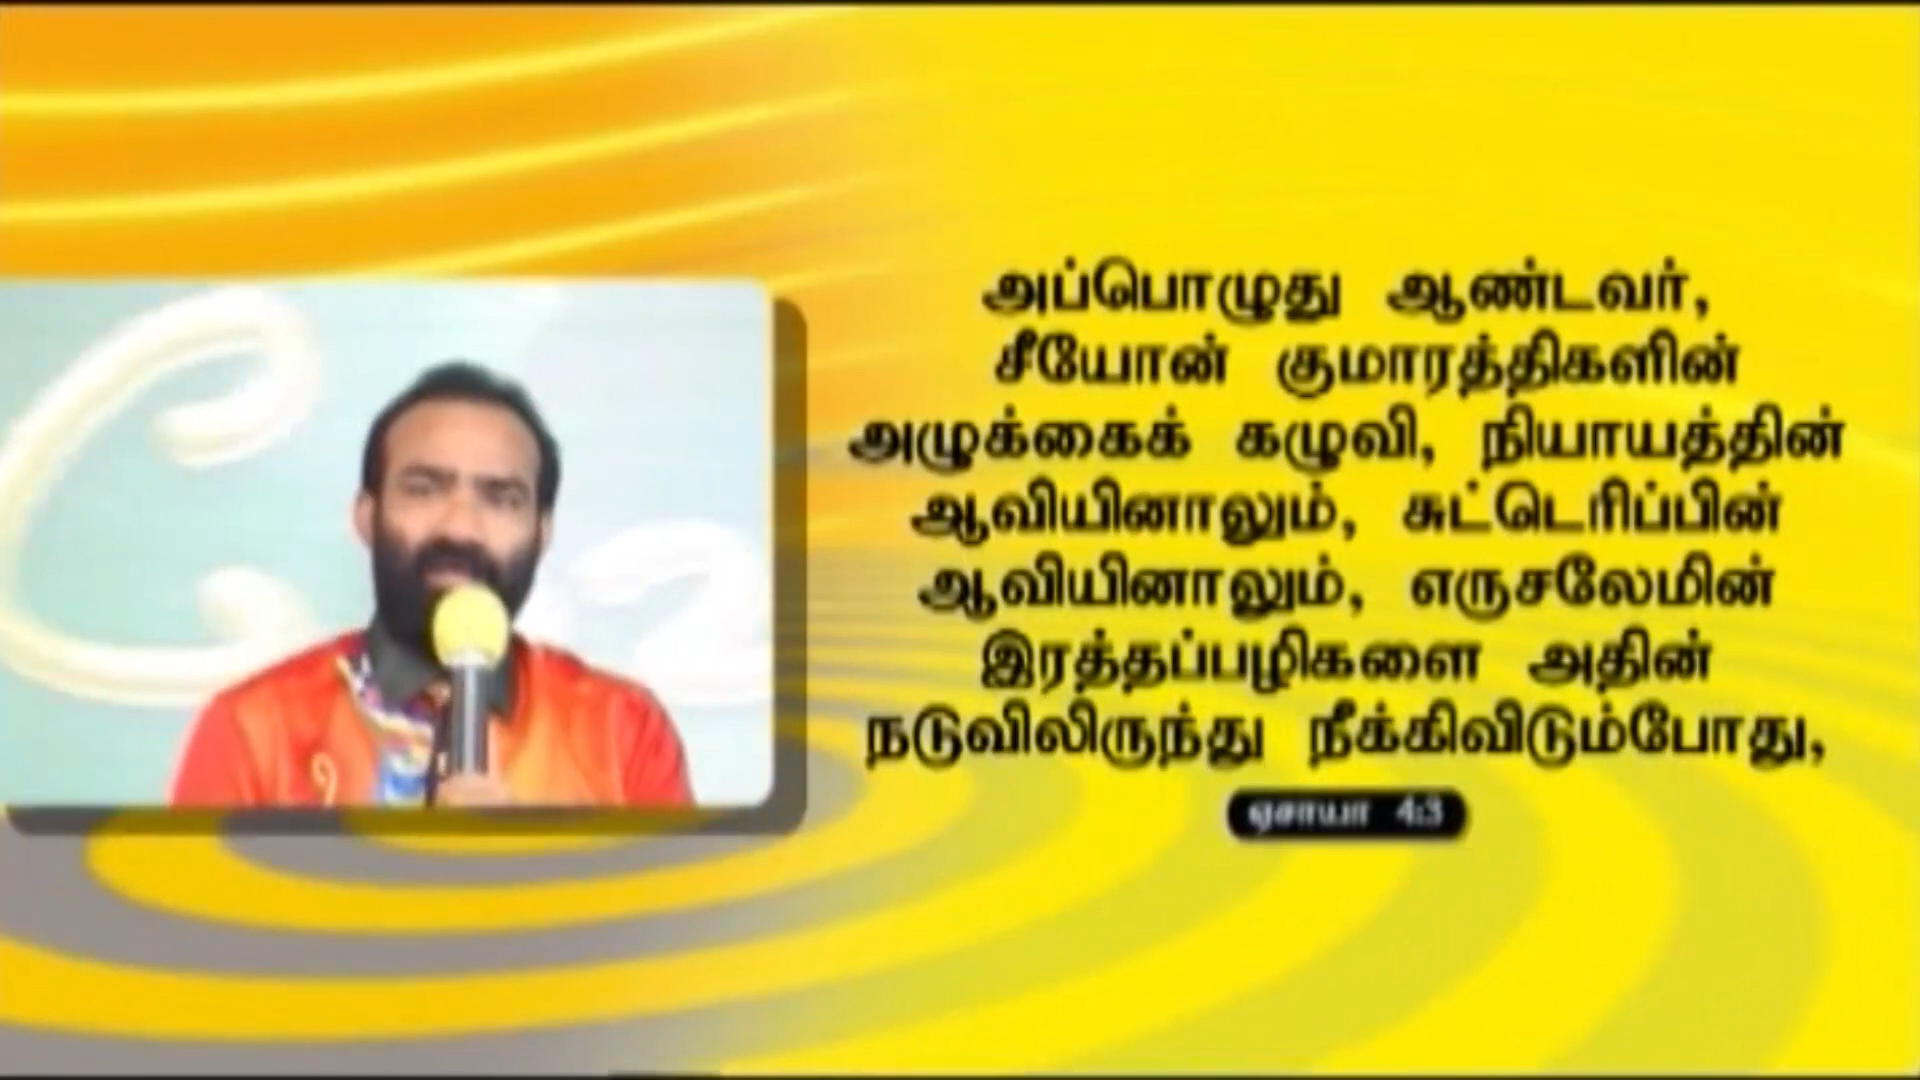 அப்பொழுது ஆண்டவர்,
சீயோன் குமாரத்திகளின்
அழுக்கைக் கழுவி, நியாயத்தின்
ஆவியினாலும், சுட்டெரிப்பின்
ஆவியினாலும், எருசலேமின்
இரத்தப்பழிகளை அதின்
நடுவிலிருந்து நீக்கிவிடும்போது,
ஏசாயா 4:3